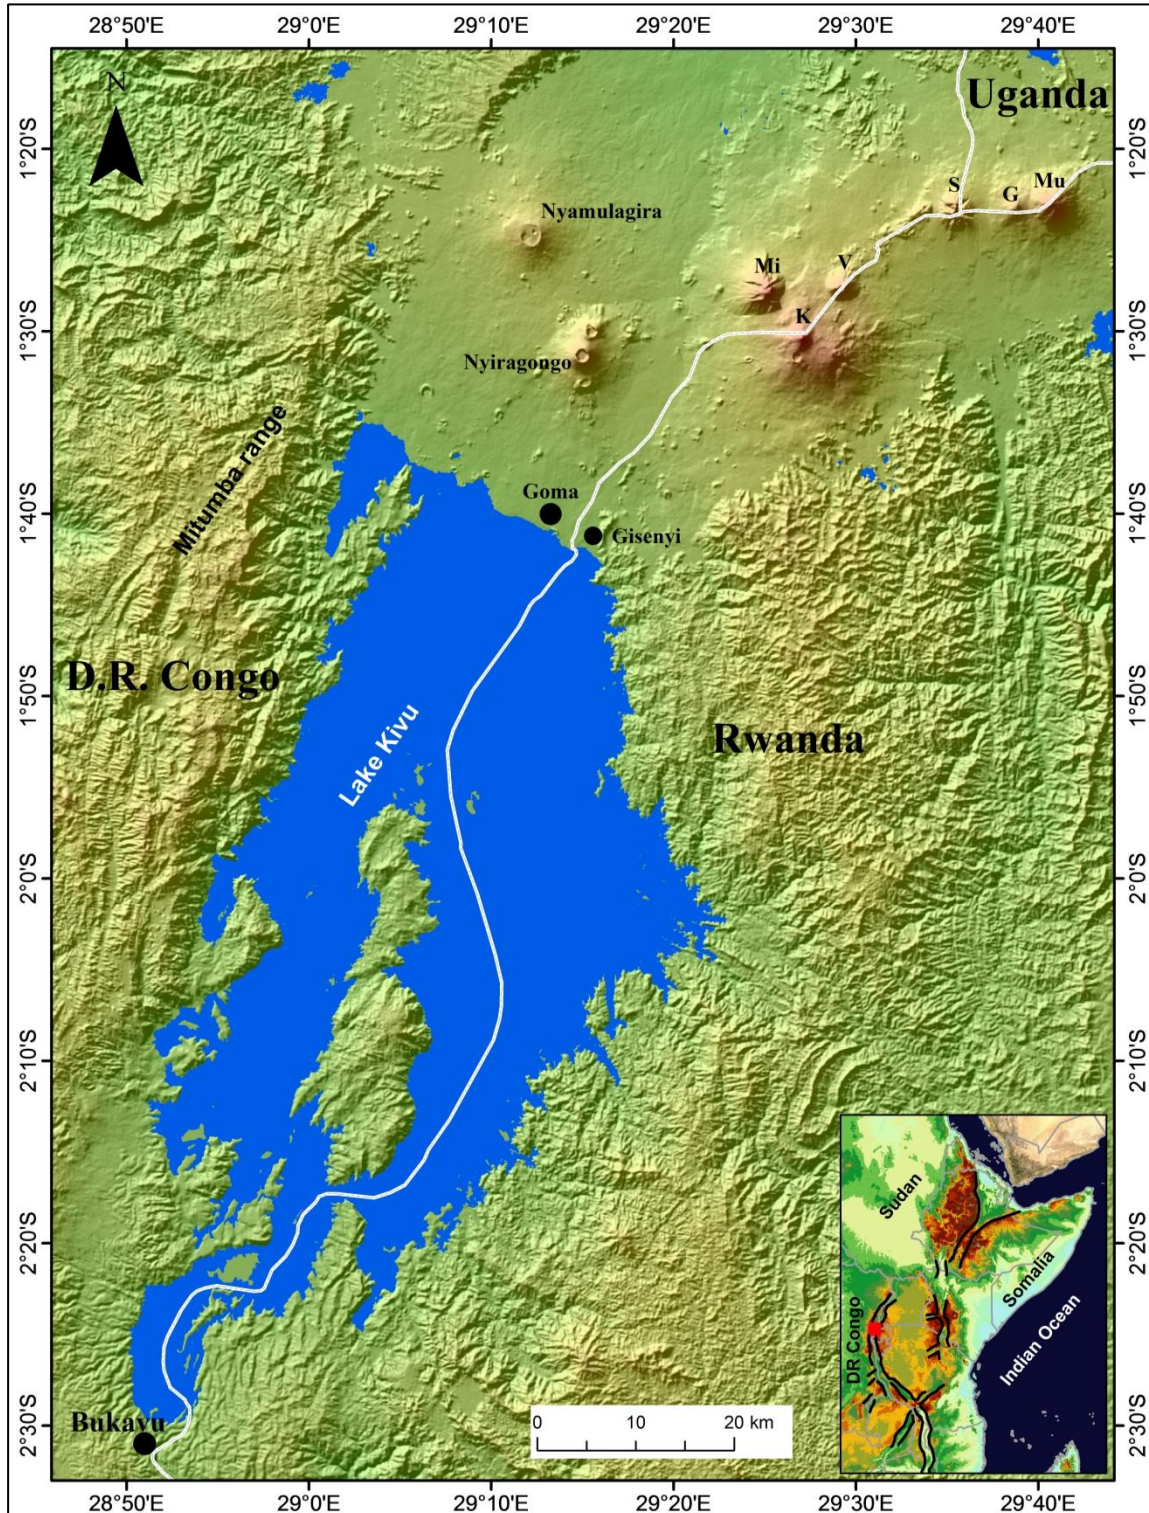 28°50'E 29°0'E 29°10'E 29°20'E 29°30'E 29°40'E
N
Uganda
1°20'S 1°20'S
S
G
Mu
Nyamulagira
Mi
V
K
1°30'S 1°30'S
Nyiragongo
Mitumba range
Goma
1°40'S 1°40'S
Gisenyi
D.R. Congo
1°50'S 1°50'S
Lake Kivu
Rwanda
2°0'S 2°0'S
2°10'S 2°10'S
Sudan
2°20'S 2°20'S
Somalia
DR Congo
Indian Ocean
Bukavu
2°30'S 2°30'S
0 10 20 km
28°50'E 29°0'E 29°10'E 29°20'E 29°30'E 29°40'E